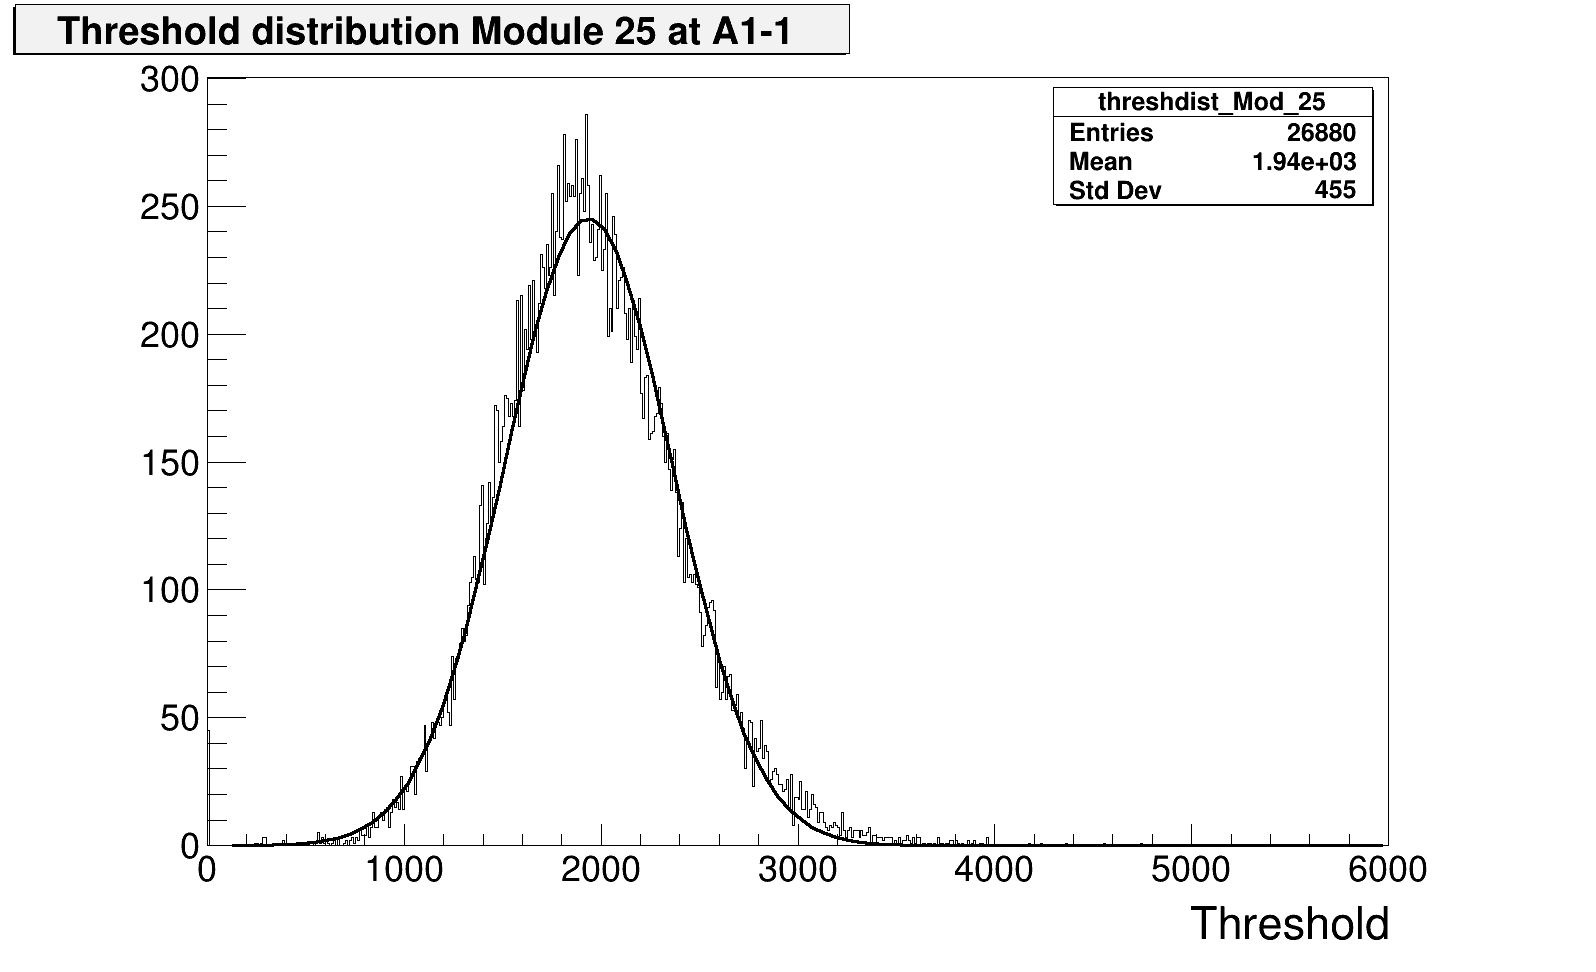 Threshold distribution Module 25 at A1-1
threshdist_Mod_25
Entries 26880
Mean 1.94e+03
Std Dev 455
300
250
200
150
100
50
0
0 1000 2000 3000 4000 5000 6000
Threshold